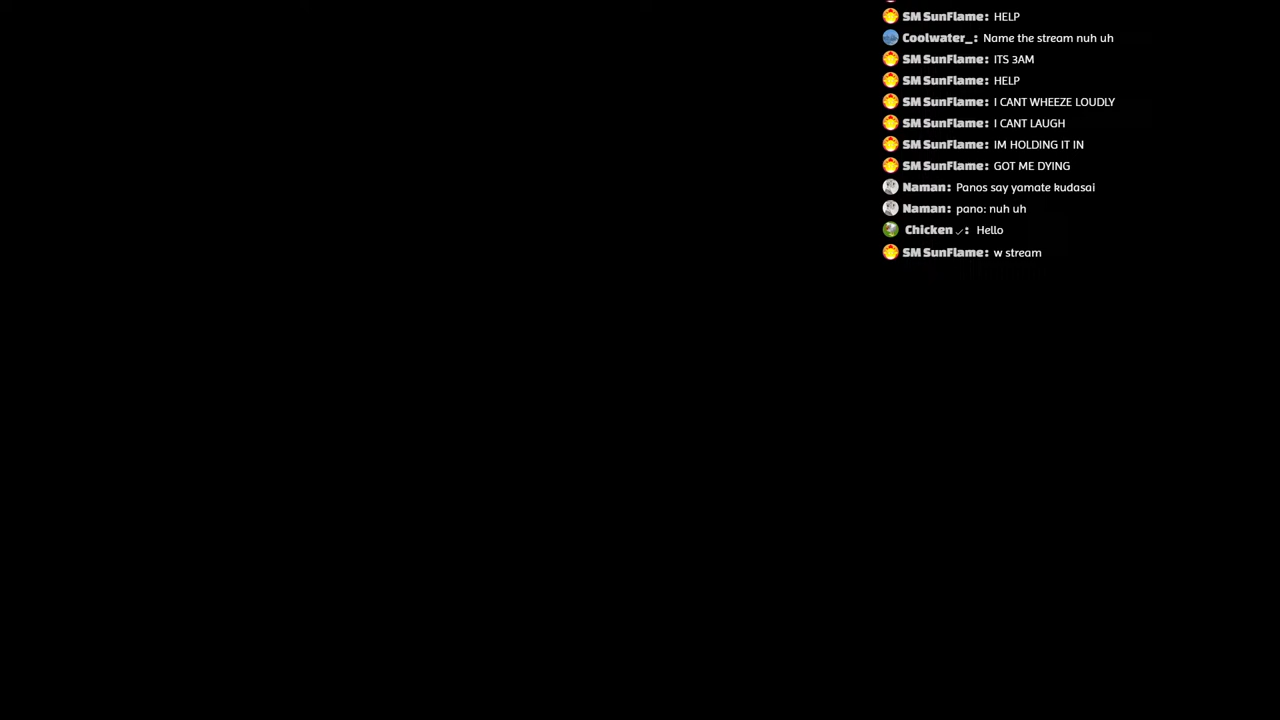 SM SunFlame: HELP
Coolwater_: Name the stream nuh uh
SM SunFlame: ITS 3AM
SM SunFlame: HELP
SM SunFlame: I CANT WHEEZE LOUDLY
SM SunFlame: I CANT LAUGH
SM SunFlame: IM HOLDING IT IN
SM SunFlame: GOT ME DYING
Naman: Panos say yamate kudasai
Naman: pano: nuh uh
Chicken ✓: Hello
SM SunFlame: w stream